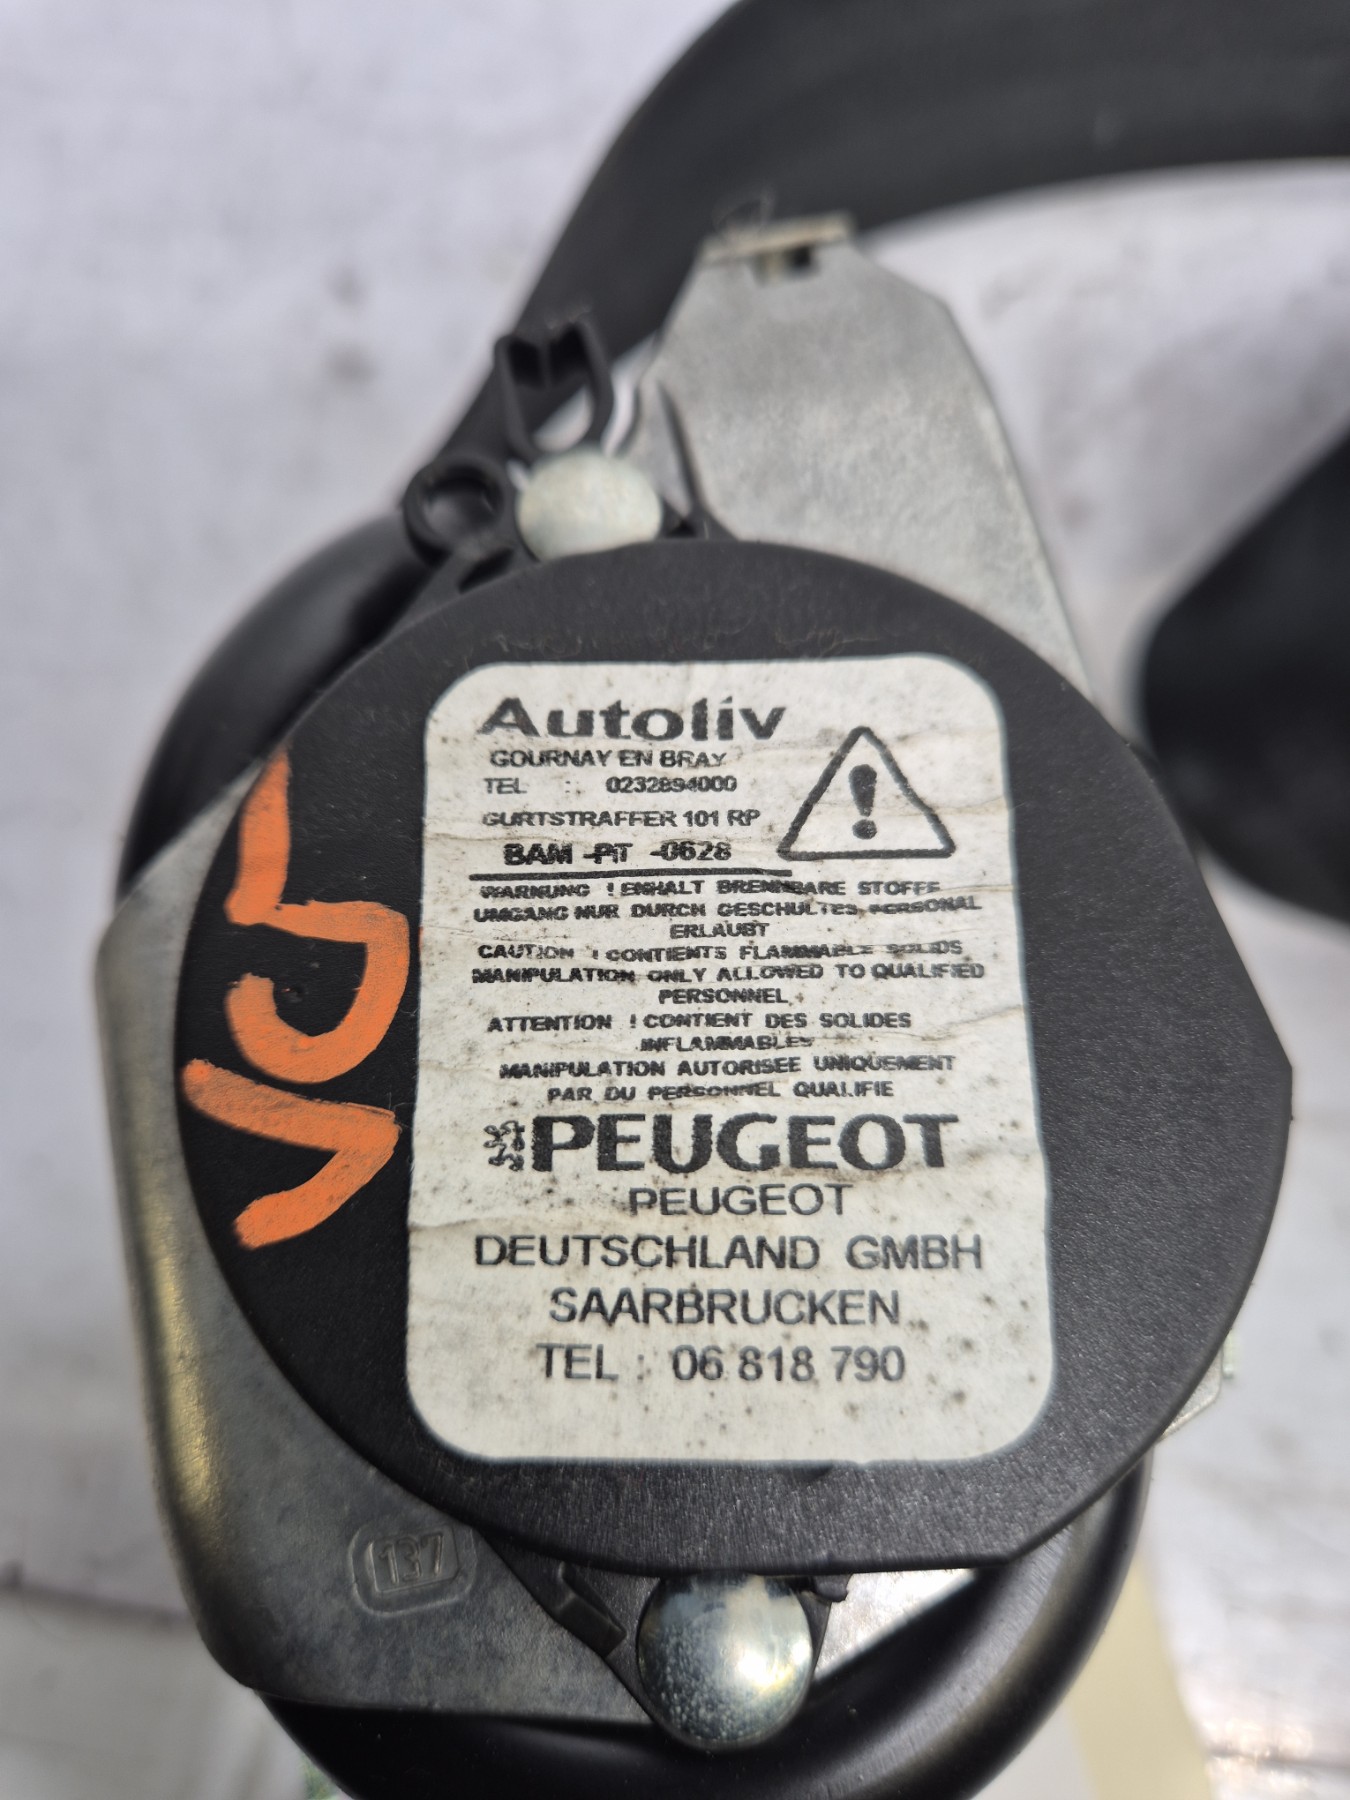 Autoliv
GOURNAY EN BRAY
TEL : 0232894000
GURTSTRAFFER 101 RP
BAM -PT -0628
WARNUNG ! ENHALT BRENNBARE STOFFE
UMGANG NUR DURCH GESCHULTES PERSONAL
ERLAUBT
CAUTION ! CONTIENTS FLAMMABLE SOLIDS
MANIPULATION ONLY ALLOWED TO QUALIFIED
PERSONNEL
ATTENTION ! CONTIENT DES SOLIDES
INFLAMMABLES
MANIPULATION AUTORISEE UNIQUEMENT
PAR DU PERSONNEL QUALIFIE
PEUGEOT
PEUGEOT
DEUTSCHLAND GMBH
SAARBRUCKEN
TEL : 06 818 790
137